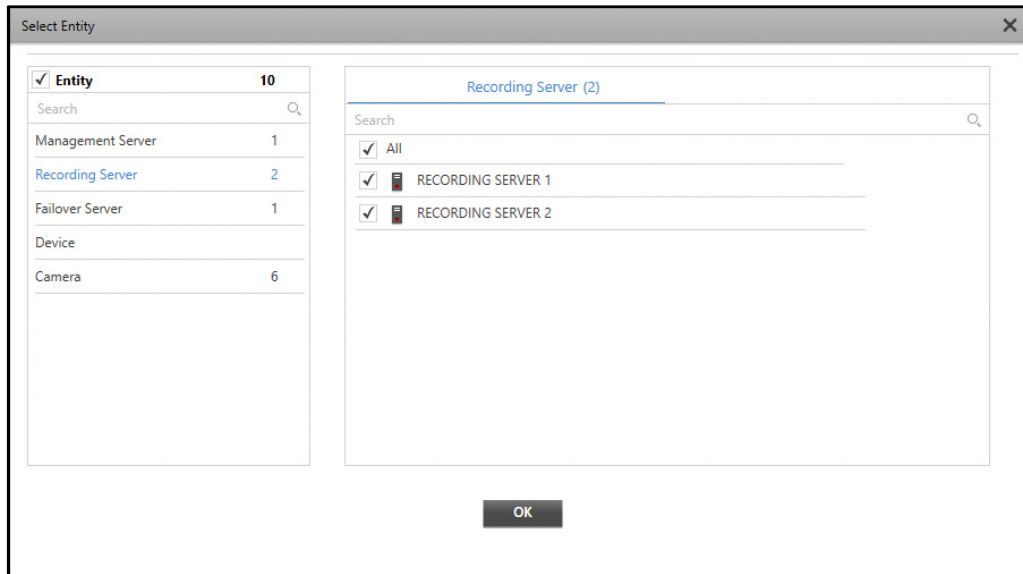 Select Entity
Entity 10
Search
Management Server 1
Recording Server 2
Failover Server 1
Device
Camera 6
Recording Server (2)
Search
All
RECORDING SERVER 1
RECORDING SERVER 2
OK